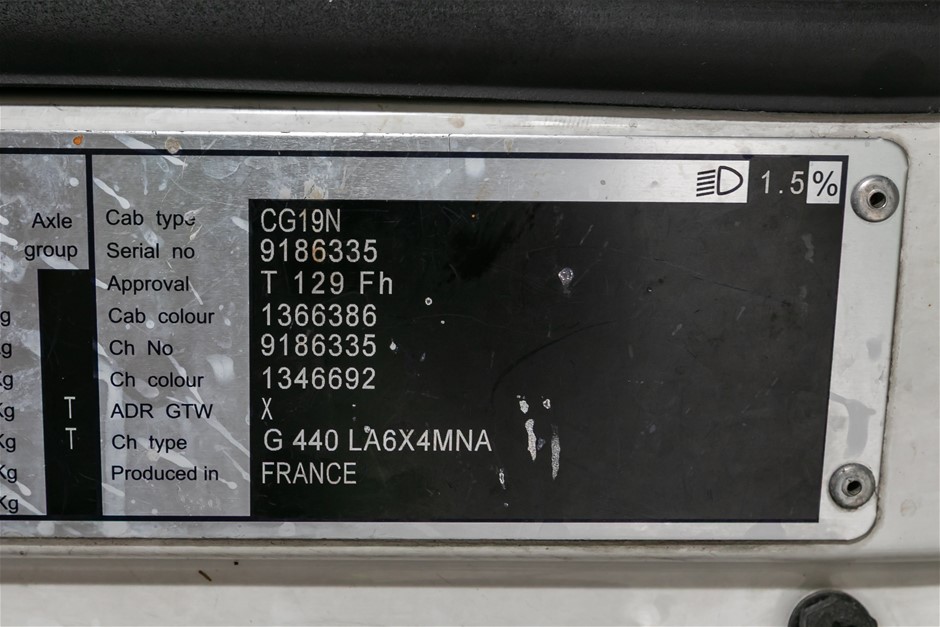 1.5 %
Axle
group
Cab type CG19N
Serial no 9186335
Approval T 129 Fh
Cab colour 1366386
g
Ch No 9186335
Kg
Ch colour 1346692
Kg
ADR GTW X
Kg T
Ch type G 440 LA6X4MNA
Kg T
Produced in FRANCE
Kg
Kg